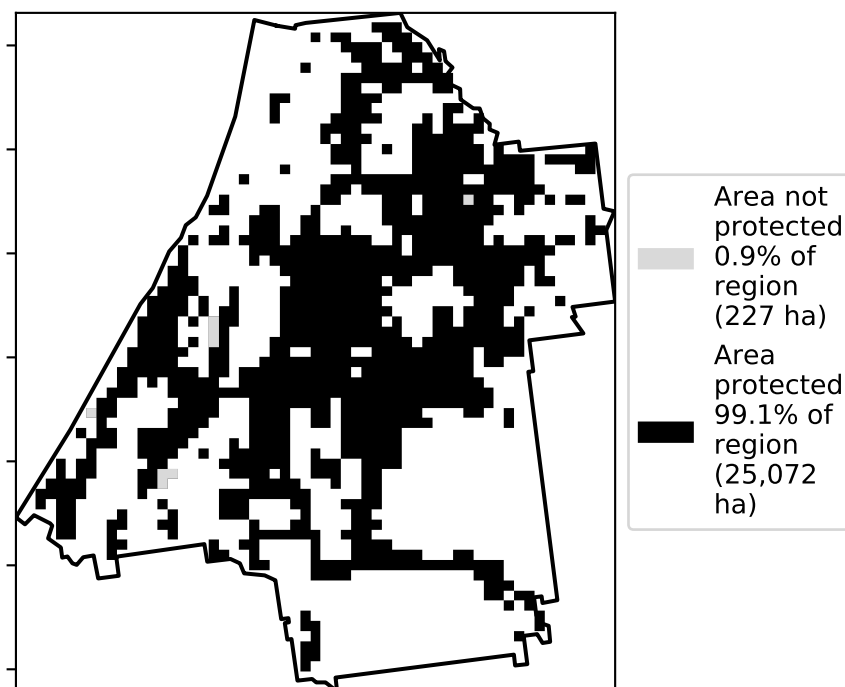 Area not
protected
0.9% of
region
(227 ha)
Area
protected
99.1% of
region
(25,072
ha)